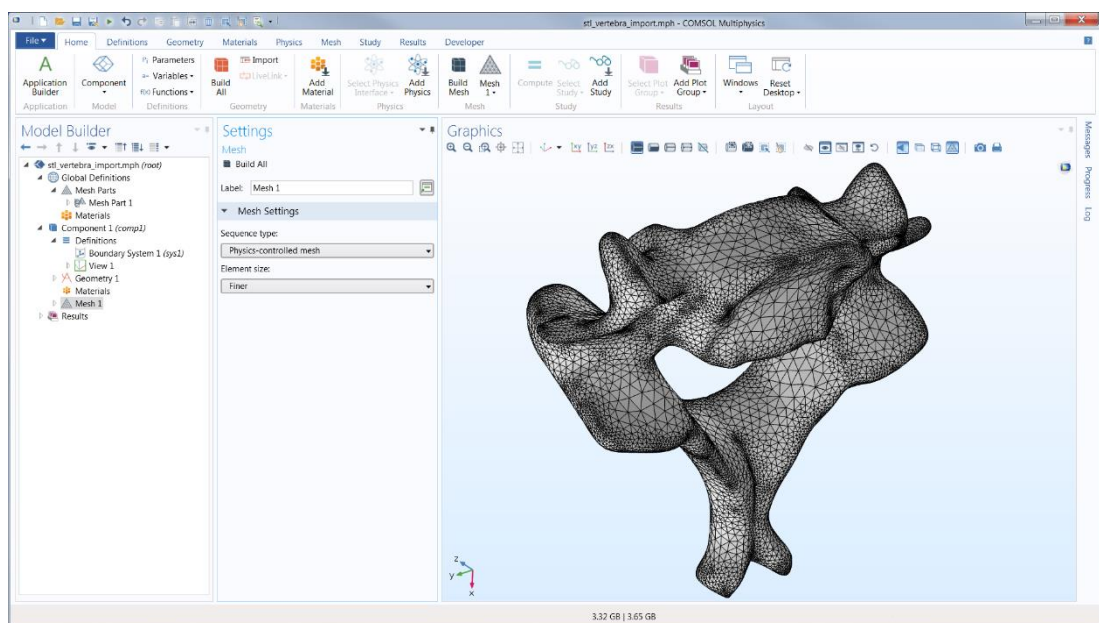 stl_vertebra_import.mph - COMSOL Multiphysics
File Home Definitions Geometry Materials Physics Mesh Study Results Developer
Application Builder
Component
Pi Parameters
a= Variables
f(x) Functions
Build All
Import
LiveLink
Add Material
Select Physics Interface
Add Physics
Build Mesh
Mesh 1
Compute
Select Study
Add Study
Select Plot Group
Add Plot Group
Windows
Reset Desktop
Application Model Definitions Geometry Materials Physics Mesh Study Results Layout
Model Builder
stl_vertebra_import.mph (root)
Global Definitions
Mesh Parts
Mesh Part 1
Materials
Component 1 (comp1)
Definitions
Boundary System 1 (sys1)
View 1
Geometry 1
Materials
Mesh 1
Results
Settings
Mesh
Build All
Label: Mesh 1
Mesh Settings
Sequence type:
Physics-controlled mesh
Element size:
Finer
Graphics
xy yz zx
z
y
x
Messages
Progress
Log
3.32 GB | 3.65 GB